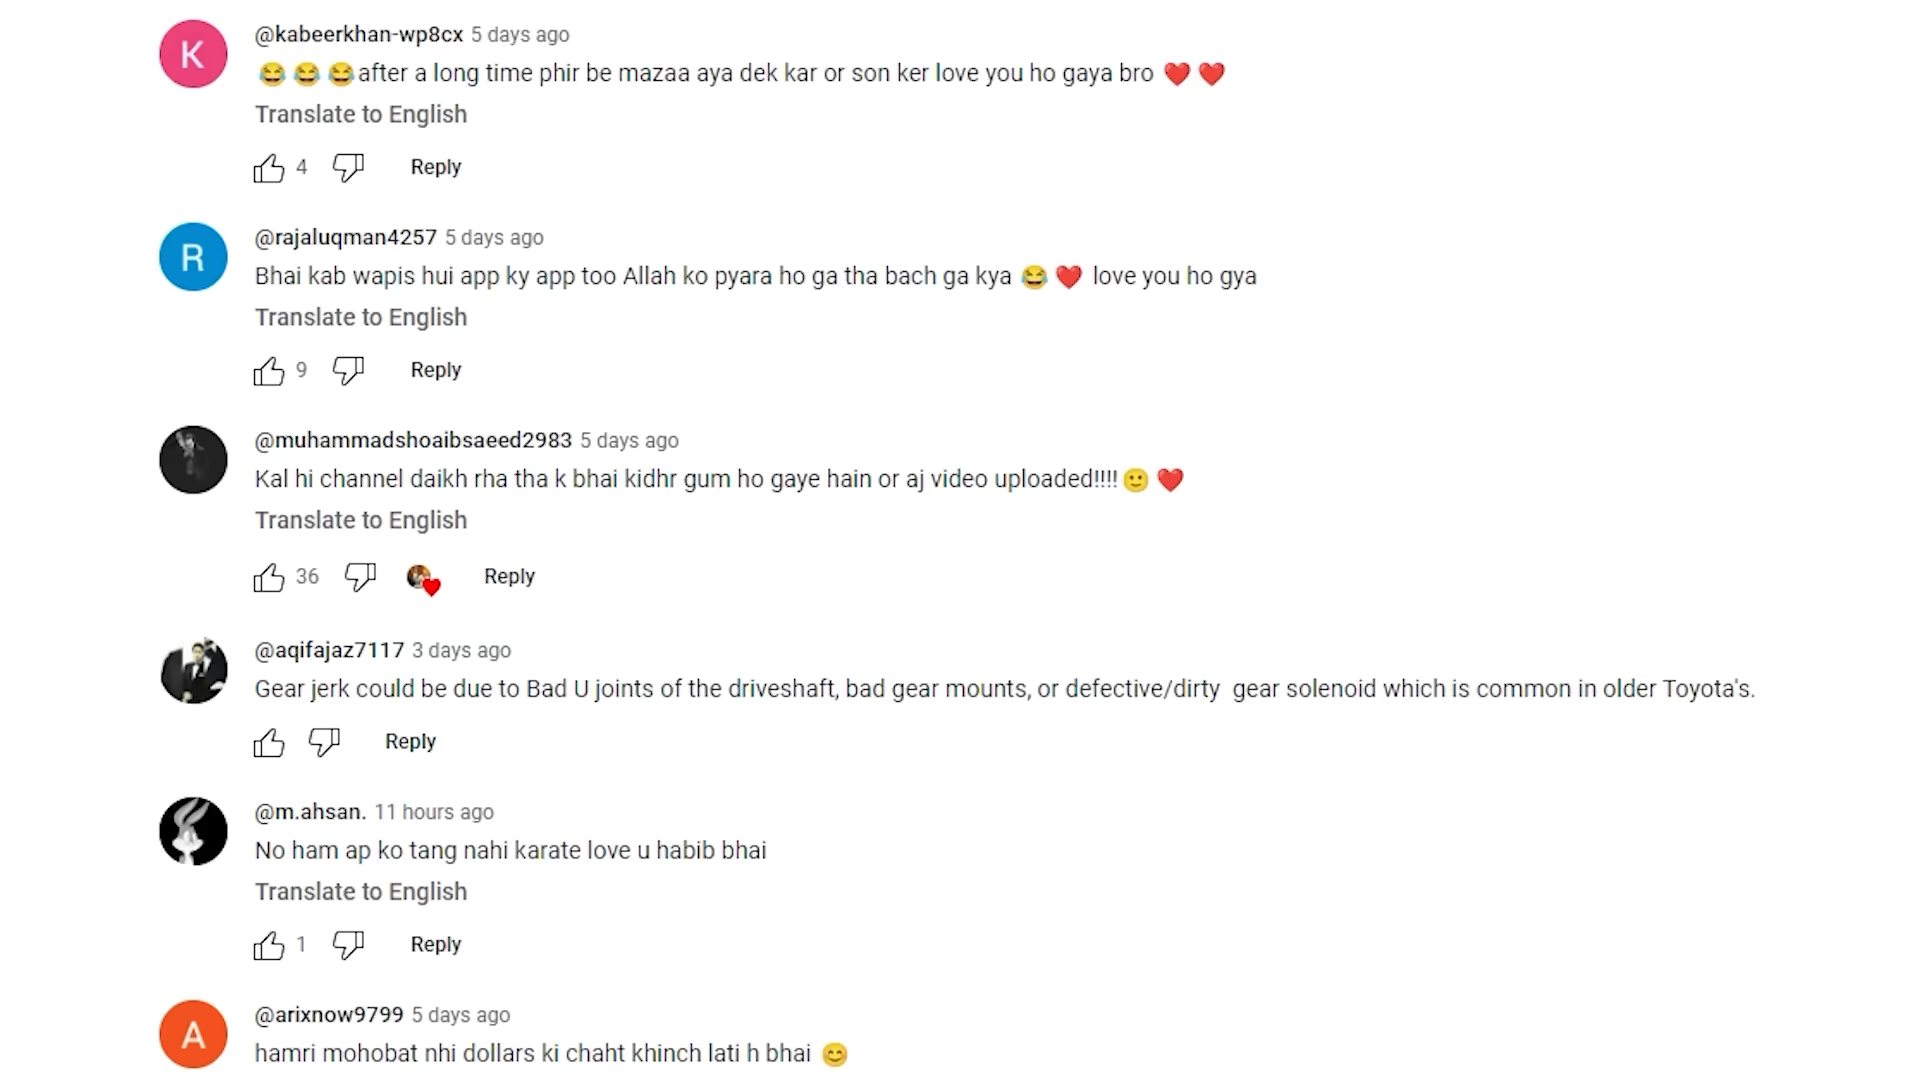 K
@kabeerkhan-wp8cx 5 days ago
😂😂😂after a long time phir be mazaa aya dek kar or son ker love you ho gaya bro ❤️❤️
Translate to English
4 Reply
R
@rajaluqman4257 5 days ago
Bhai kab wapis hui app ky app too Allah ko pyara ho ga tha bach ga kya 😂❤️ love you ho gya
Translate to English
9 Reply
@muhammadshoaibsaeed2983 5 days ago
Kal hi channel daikh rha tha k bhai kidhr gum ho gaye hain or aj video uploaded!!!!🙂❤️
Translate to English
36 Reply
@aqifajaz7117 3 days ago
Gear jerk could be due to Bad U joints of the driveshaft, bad gear mounts, or defective/dirty  gear solenoid which is common in older Toyota's.
Reply
@m.ahsan. 11 hours ago
No ham ap ko tang nahi karate love u habib bhai
Translate to English
1 Reply
A
@arixnow9799 5 days ago
hamri mohobat nhi dollars ki chaht khinch lati h bhai 😊